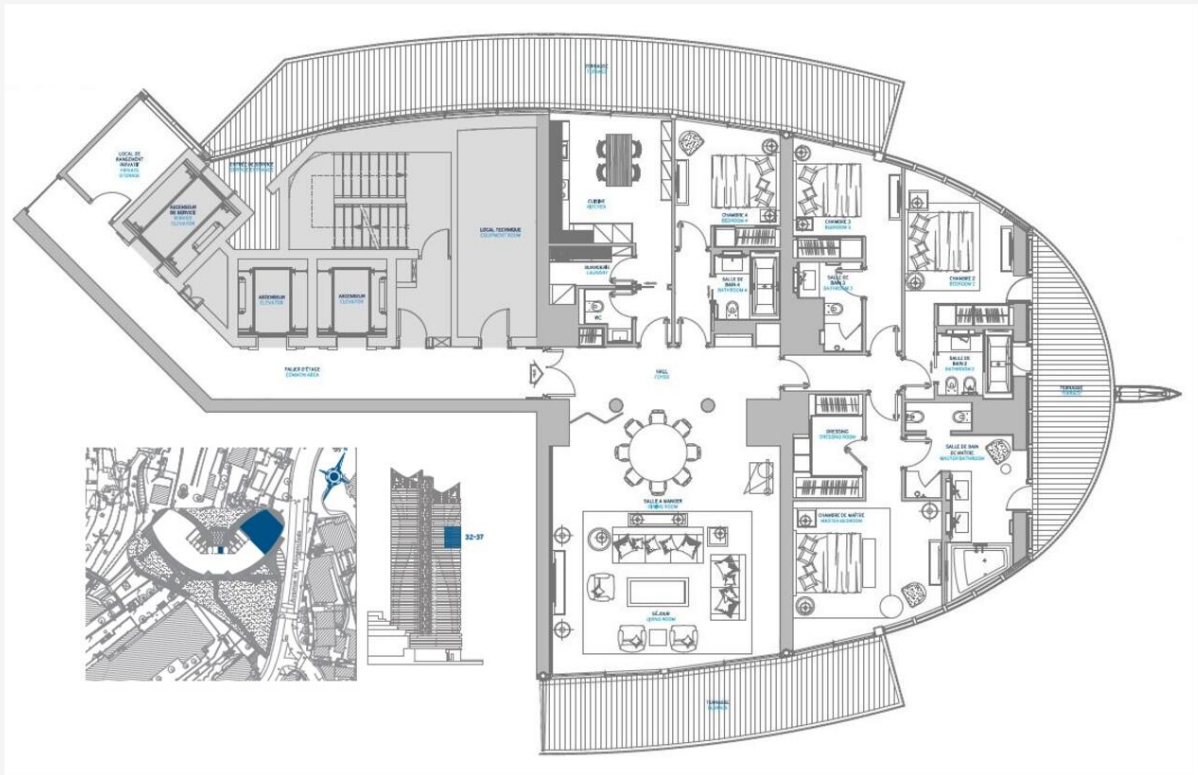 TERRASSE
TERRACE
LOCAL DE
RANGEMENT
PRIVATIF
PRIVATE
STORAGE
ASCENSEUR
DE SERVICE
SERVICE
ELEVATOR
LOCAL TECHNIQUE
EQUIPMENT ROOM
CUISINE
KITCHEN
CHAMBRE 4
BEDROOM 4
CHAMBRE 3
BEDROOM 3
CHAMBRE 2
BEDROOM 2
BUANDERIE
LAUNDRY
SALLE DE
BAIN 4
BATHROOM 4
SALLE DE
BAIN 3
BATHROOM 3
ASCENSEUR
ELEVATOR
ASCENSEUR
ELEVATOR
WC
SALLE DE
BAIN 2
BATHROOM 2
PALIER D'ÉTAGE
COMMON AREA
HALL
FOYER
TERRASSE
TERRACE
DRESSING
DRESSING ROOM
SALLE DE BAIN
DE MAÎTRE
MASTER BATHROOM
SALLE A MANGER
DINING ROOM
CHAMBRE DE MAÎTRE
MASTER BEDROOM
N
32-37
SÉJOUR
LIVING ROOM
TERRASSE